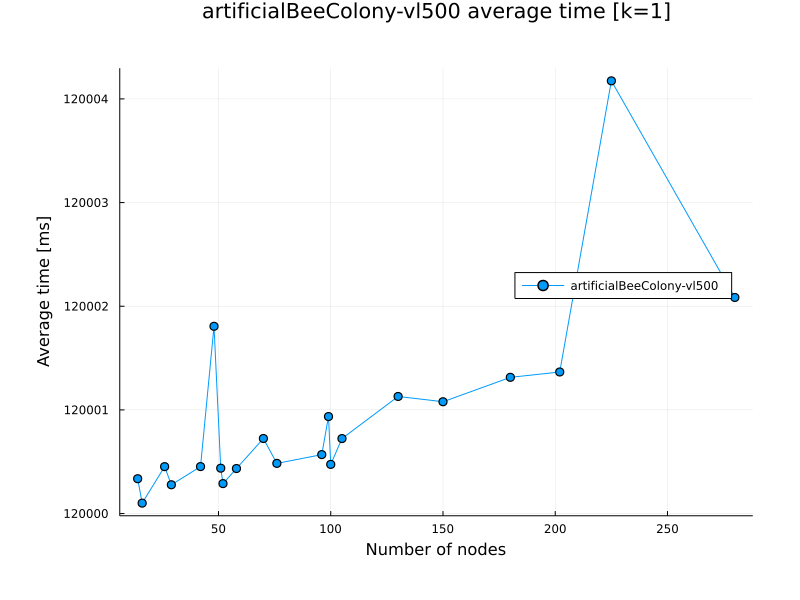 artificialBeeColony-vl500 average time [k=1]
120004
120003
120002
120001
120000
Average time [ms]
artificialBeeColony-vl500
50 100 150 200 250
Number of nodes